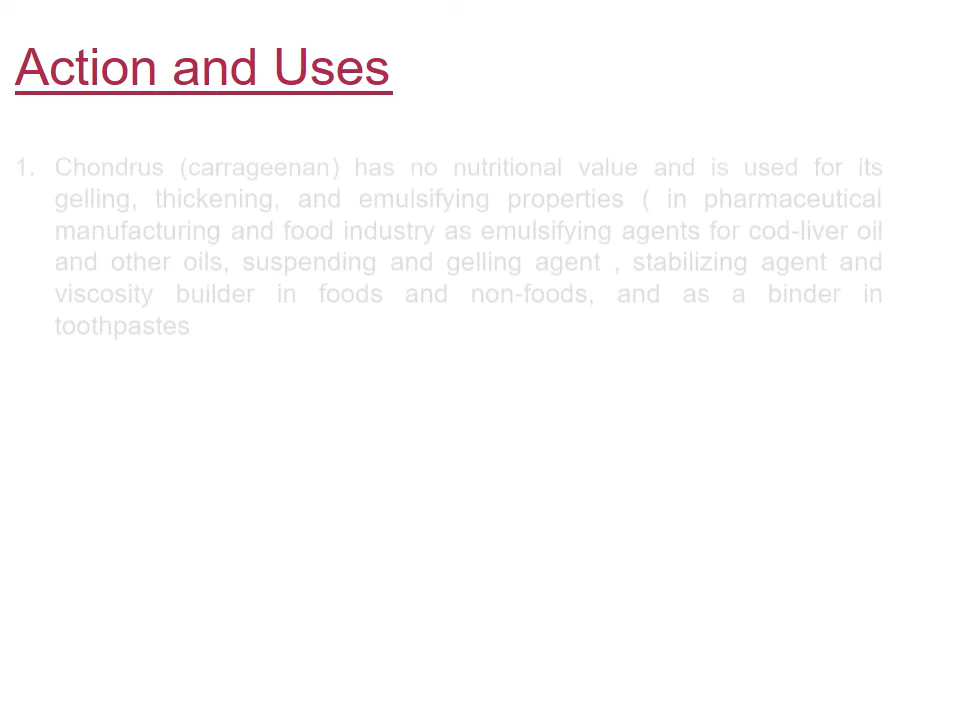 Action and Uses
1. Chondrus (carrageenan) has no nutritional value and is used for its
gelling, thickening, and emulsifying properties ( in pharmaceutical
manufacturing and food industry as emulsifying agents for cod-liver oil
and other oils, suspending and gelling agent , stabilizing agent and
viscosity builder in foods and non-foods, and as a binder in
toothpastes